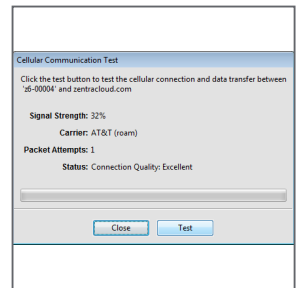 Cellular Communication Test
Click the test button to test the cellular connection and data transfer between
'z6-00004' and zentracloud.com
Signal Strength: 32%
Carrier: AT&T (roam)
Packet Attempts: 1
Status: Connection Quality: Excellent
Close Test